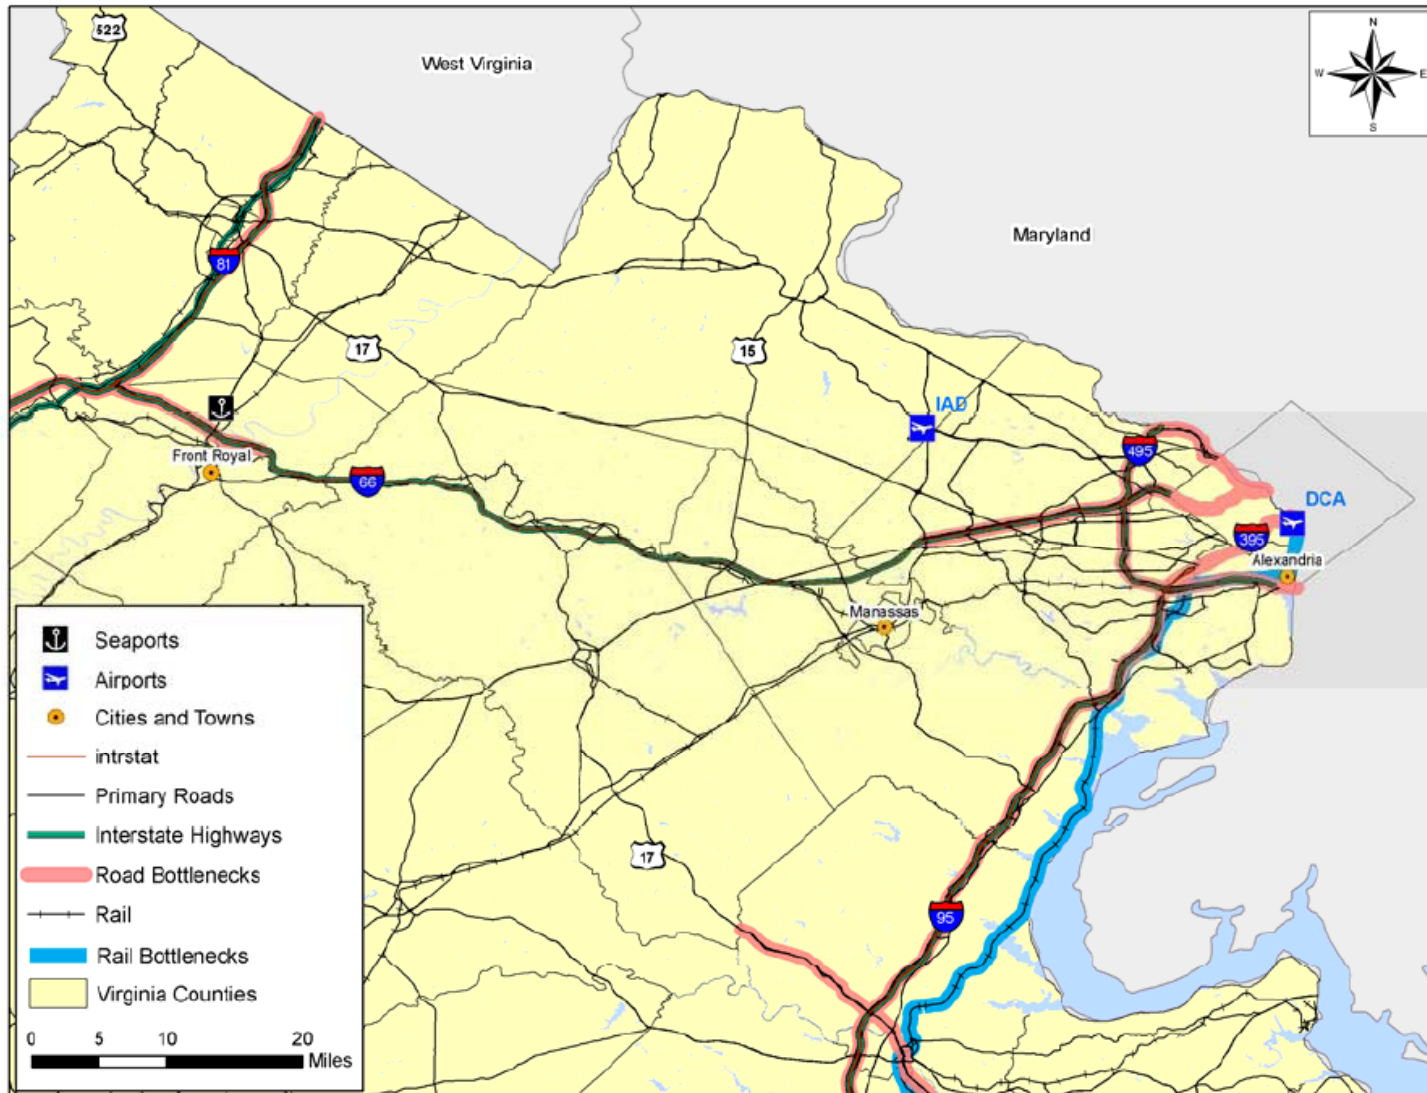 522
West Virginia
N
W
E
S
Maryland
81
17
15
IAD
495
Front Royal
66
DCA
395
Alexandria
Manassas
Seaports
Airports
Cities and Towns
intrstat
Primary Roads
Interstate Highways
Road Bottlenecks
Rail
Rail Bottlenecks
Virginia Counties
0 5 10 20 Miles
17
95